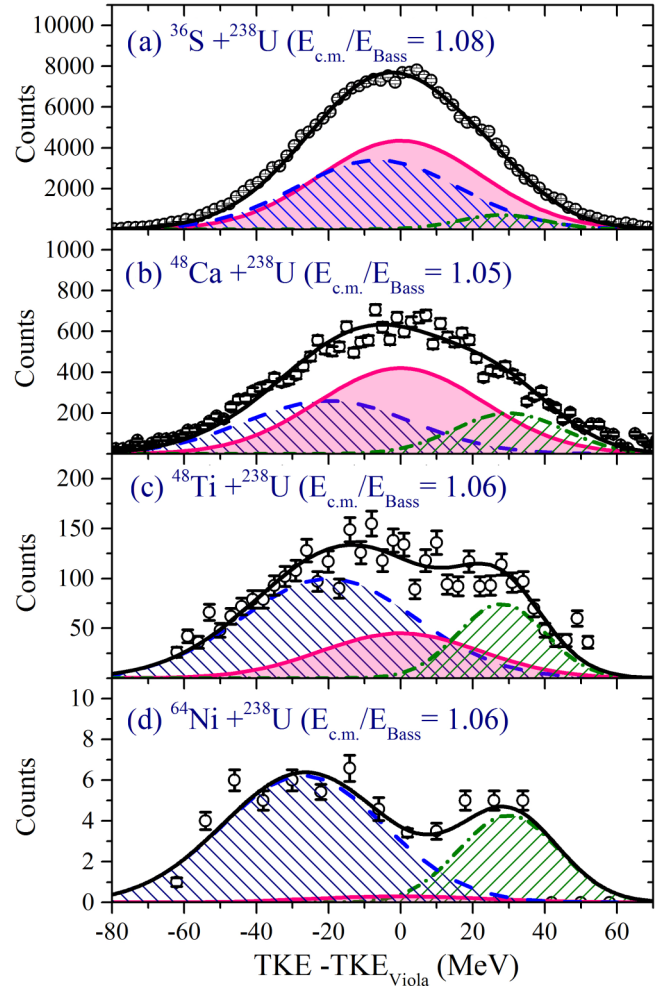 (a) ³⁶S +²³⁸U (E_c.m./E_Bass = 1.08)
10000
8000
6000
4000
2000
Counts
(b) ⁴⁸Ca +²³⁸U (E_c.m./E_Bass = 1.05)
1000
800
600
400
200
Counts
(c) ⁴⁸Ti +²³⁸U (E_c.m./E_Bass = 1.06)
200
150
100
50
Counts
(d) ⁶⁴Ni +²³⁸U (E_c.m./E_Bass = 1.06)
6
4
2
0
Counts
-80 -60 -40 -20 0 20 40 60
TKE -TKE_Viola (MeV)